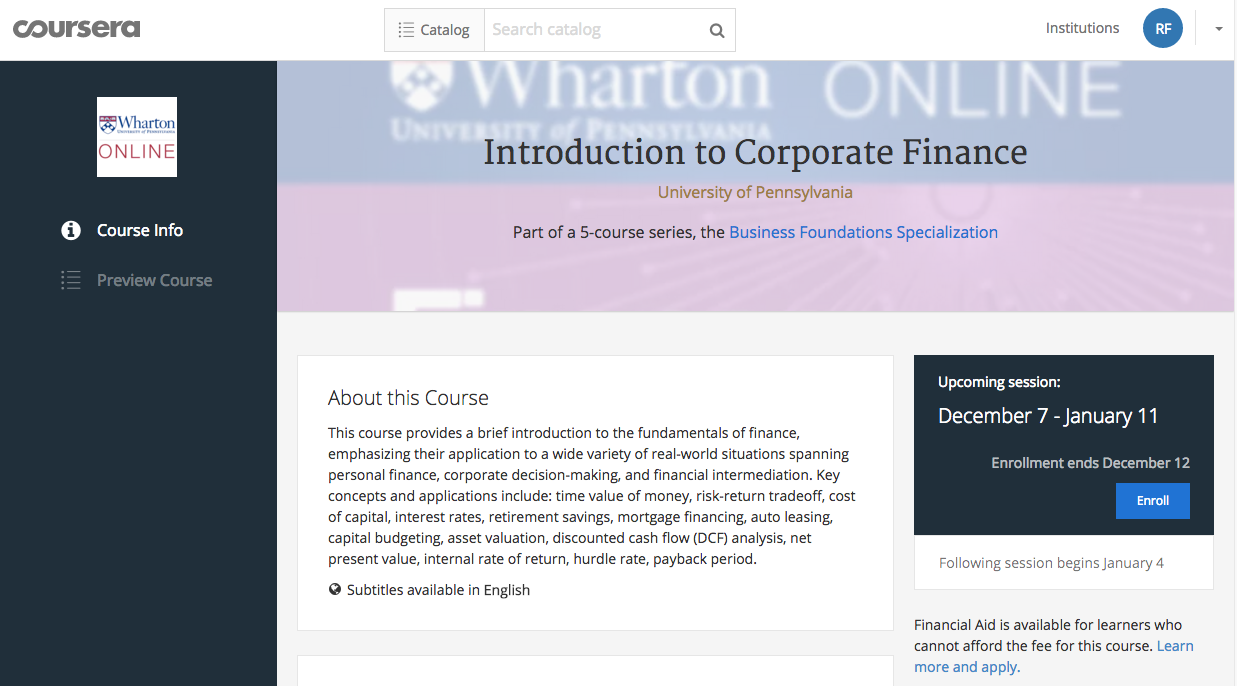 coursera
Catalog
Search catalog
Institutions
RF
Wharton
UNIVERSITY of PENNSYLVANIA
ONLINE
Course Info
Preview Course
Wharton ONLINE
UNIVERSITY of PENNSYLVANIA
Introduction to Corporate Finance
University of Pennsylvania
Part of a 5-course series, the Business Foundations Specialization
About this Course
This course provides a brief introduction to the fundamentals of finance,
emphasizing their application to a wide variety of real-world situations spanning
personal finance, corporate decision-making, and financial intermediation. Key
concepts and applications include: time value of money, risk-return tradeoff, cost
of capital, interest rates, retirement savings, mortgage financing, auto leasing,
capital budgeting, asset valuation, discounted cash flow (DCF) analysis, net
present value, internal rate of return, hurdle rate, payback period.
Subtitles available in English
Upcoming session:
December 7 - January 11
Enrollment ends December 12
Enroll
Following session begins January 4
Financial Aid is available for learners who
cannot afford the fee for this course. Learn
more and apply.